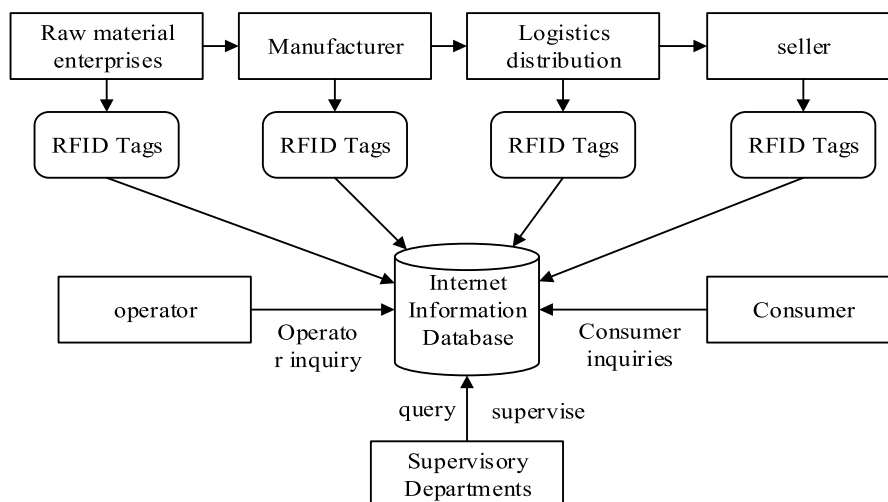 Raw material
enterprises
Manufacturer
Logistics
distribution
seller
RFID Tags
RFID Tags
RFID Tags
RFID Tags
operator
Operato
r inquiry
Internet
Information
Database
Consumer
inquiries
Consumer
query
supervise
Supervisory
Departments